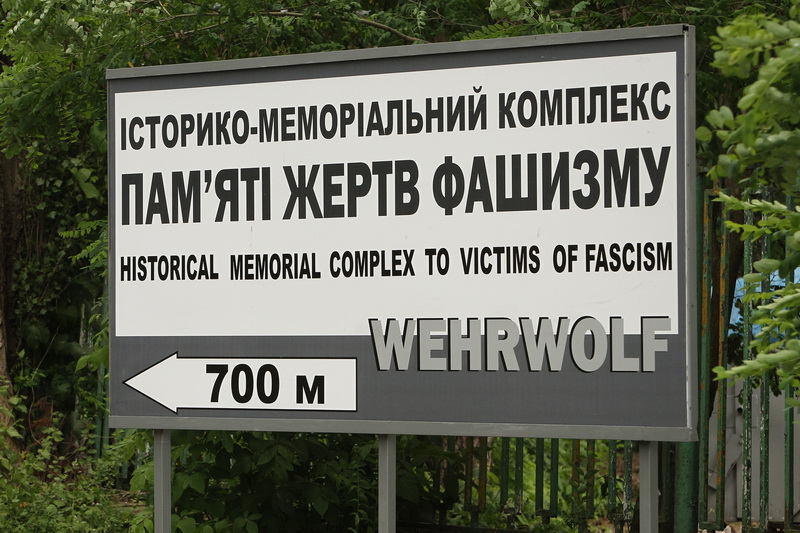 ІСТОРИКО-МЕМОРІАЛЬНИЙ КОМПЛЕКС
ПАМ’ЯТІ ЖЕРТВ ФАШИЗМУ
HISTORICAL MEMORIAL COMPLEX TO VICTIMS OF FASCISM
WEHRWOLF
700 м